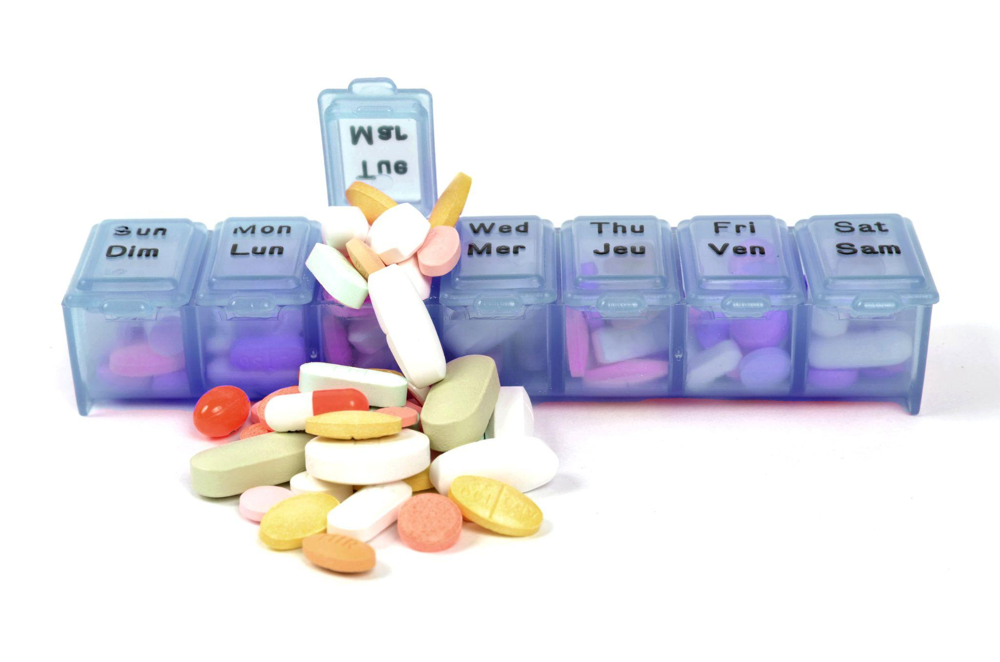 Mar
Tue
Sun
Dim
Mon
Lun
Wed
Mer
Thu
Jeu
Fri
Ven
Sat
Sam